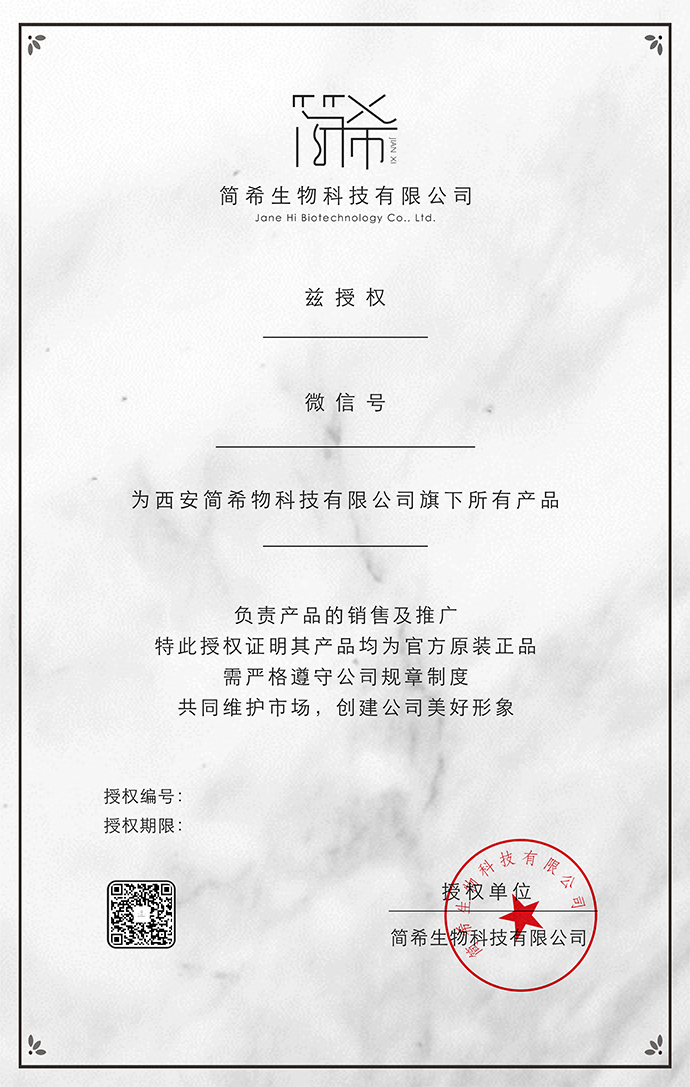 简希
JIAN XI
简希生物科技有限公司
Jane Hi Biotechnology Co., Ltd.
兹授权
微信号
为西安简希物科技有限公司旗下所有产品
负责产品的销售及推广
特此授权证明其产品均为官方原装正品
需严格遵守公司规章制度
共同维护市场，创建公司美好形象
授权编号：
授权期限：
简希生物科技有限公司
授权单位
简希生物科技有限公司